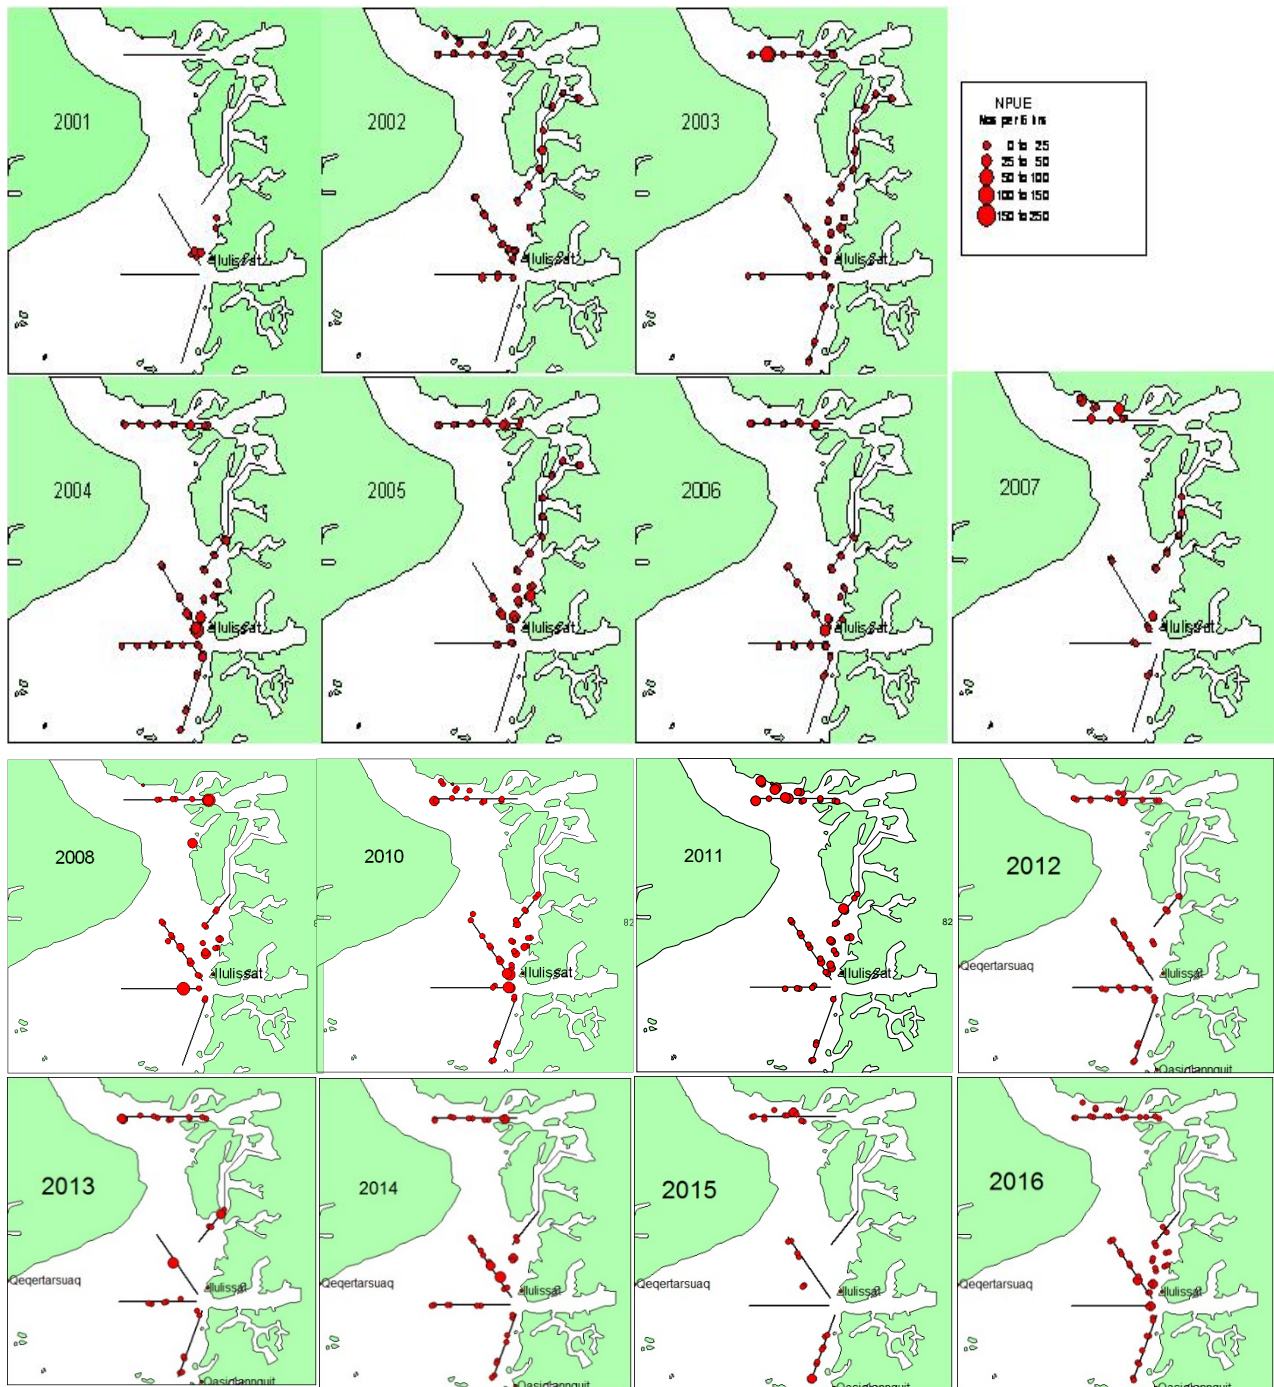 2001
Ilulissat
2002
Ilulissat
2003
Ilulissat
NPUE
0 to 25
25 to 50
50 to 100
100 to 150
150 to 250
2004
Ilulissat
2005
Ilulissat
2006
Ilulissat
2007
Ilulissat
2008
Ilulissat
2010
82
Ilulissat
2011
82
Ilulissat
2012
Qeqertarsuaq
Ilulissat
2013
Qeqertarsuaq
Ilulissat
2014
Qeqertarsuaq
Ilulissat
2015
Qeqertarsuaq
Ilulissat
2016
Qeqertarsuaq
Ilulissat